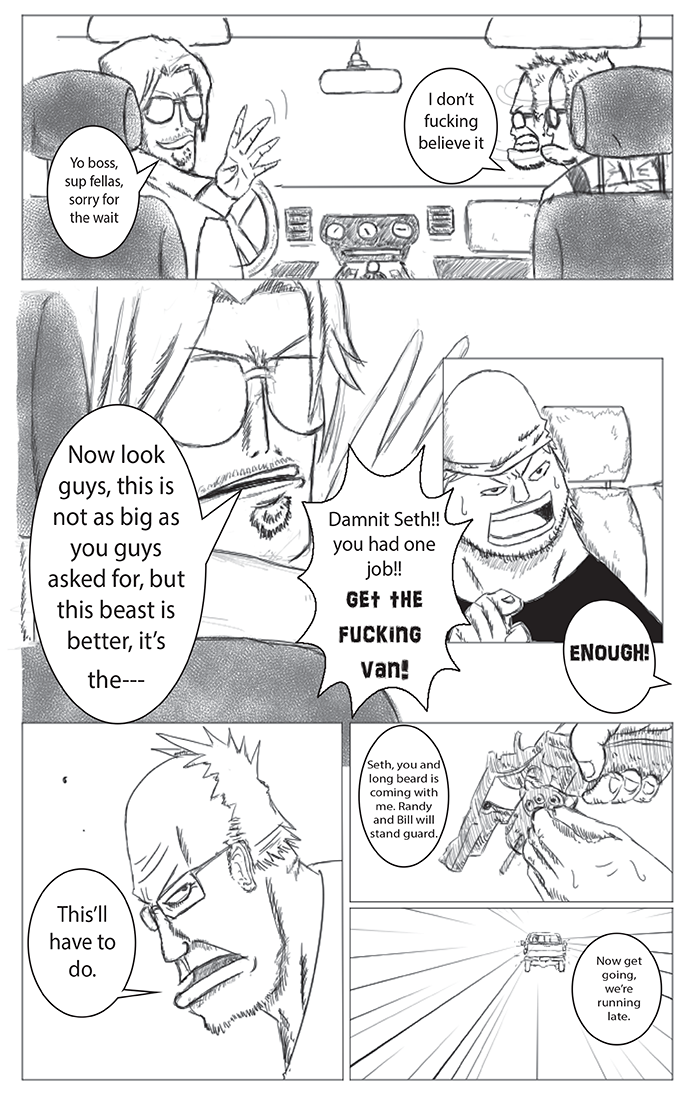 Yo boss,
sup fellas,
sorry for
the wait
I don't
fucking
believe it
Now look
guys, this is
not as big as
you guys
asked for, but
this beast is
better, it's
the---
Damnit Seth!!
you had one
job!!
GEt tHE
FUCKING
Van!
ENOUGH!
This'll
have to
do.
Seth, you and
long beard is
coming with
me. Randy
and Bill will
stand guard.
Now get
going,
we're
running
late.